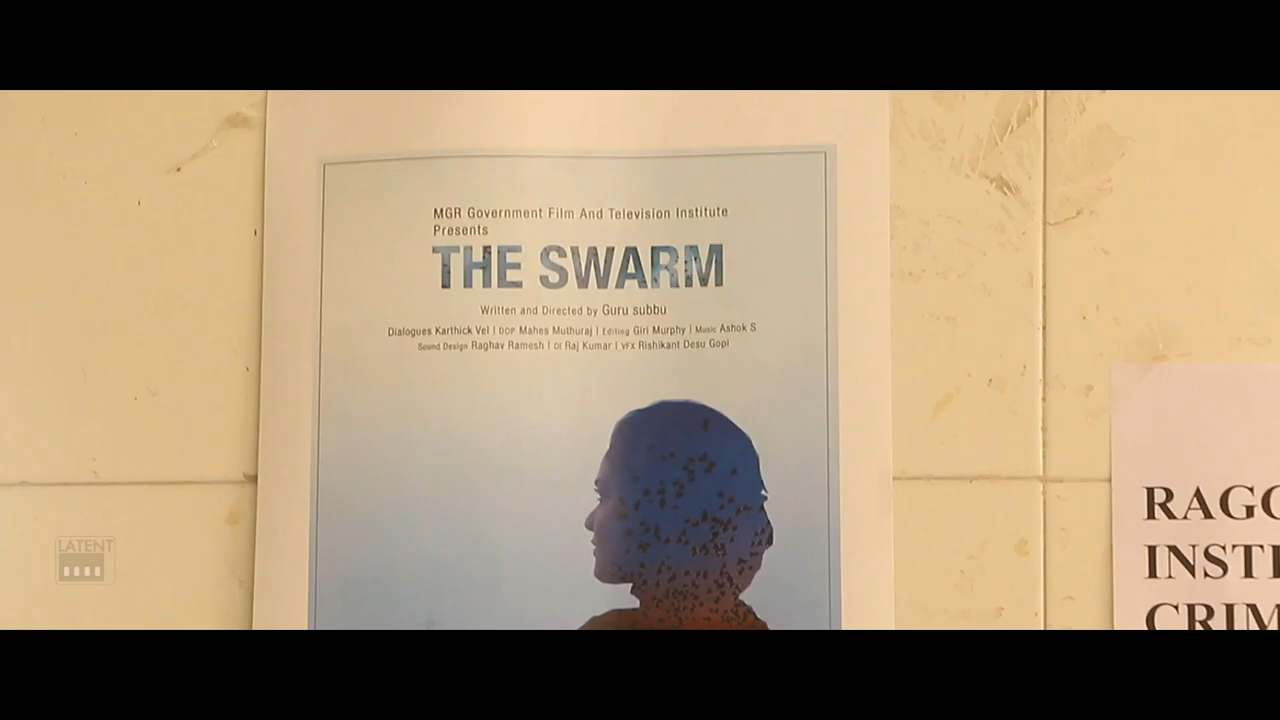 MGR Government Film And Television Institute
Presents
THE SWARM
Written and Directed by Guru subbu
Dialogues Karthick Vel | DOP Mahes Muthuraj | Editing Giri Murphy | Music Ashok S
Sound Design Raghav Ramesh | DI Raj Kumar | VFX Rishikant Desu Gopi
RAGG
INSTI
CRIM
LATENT